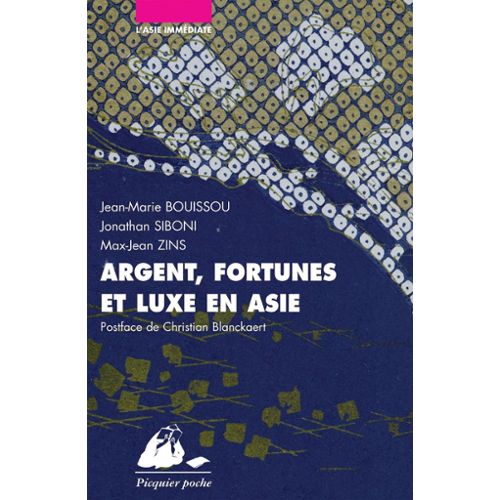 L'ASIE IMMÉDIATE
Jean-Marie BOUISSOU
Jonathan SIBONI
Max-Jean ZINS
ARGENT, FORTUNES
ET LUXE EN ASIE
Postface de Christian Blanckaert
Picquier poche